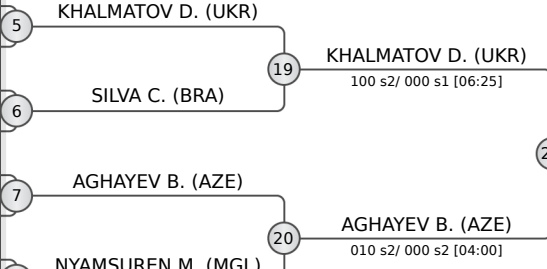 5
KHALMATOV D. (UKR)
19
KHALMATOV D. (UKR)
100 s2/ 000 s1 [06:25]
6
SILVA C. (BRA)
7
AGHAYEV B. (AZE)
20
AGHAYEV B. (AZE)
010 s2/ 000 s2 [04:00]
NYAMSUREN M. (MGL)